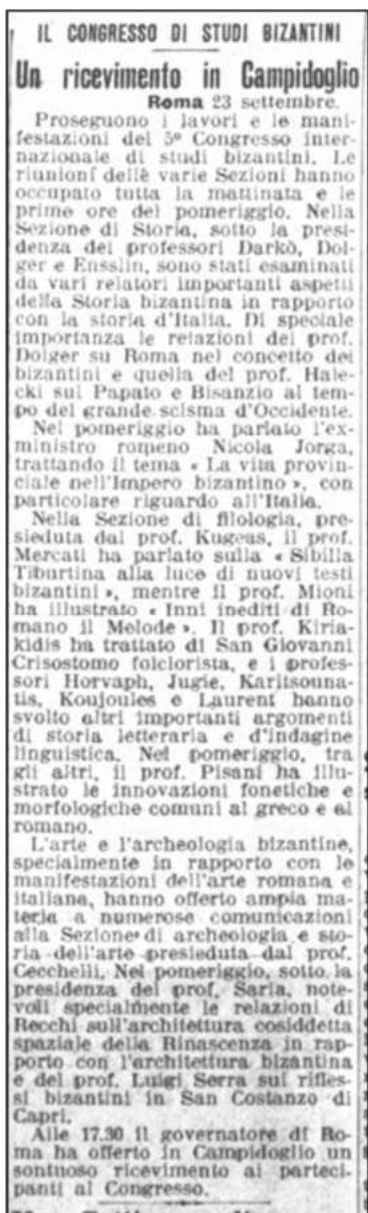 IL CONGRESSO DI STUDI BIZANTINI
Un ricevimento in Campidoglio
Roma 23 settembre.
Proseguono i lavori e le mani-
festazioni del 5º Congresso inter-
nazionale di studi bizantini. Le
riunioni delle varie Sezioni hanno
occupato tutta la mattinata e le
prime ore del pomeriggio. Nella
Sezione di Storia, sotto la presi-
denza dei professori Darkò, Dol-
ger e Ensslin, sono stati esaminati
da vari relatori importanti aspetti
della Storia bizantina in rapporto
con la storia d'Italia. Di speciale
importanza le relazioni dei prof.
Dolger su Roma nel concetto dei
bizantini e quella del prof. Hale-
cki sul Papato e Bisanzio al tem-
po del grande scisma d'Occidente.
Nel pomeriggio ha parlato l'ex-
ministro romeno Nicola Jorga,
trattando il tema « La vita provin-
ciale nell'Impero bizantino », con
particolare riguardo all'Italia.
Nella Sezione di filologia, pre-
sieduta dal prof. Kugeas, il prof.
Mercati ha parlato sulla « Sibilla
Tiburtina alla luce di nuovi testi
bizantini », mentre il prof. Mioni
ha illustrato « Inni inediti di Ro-
mano il Melode ». Il prof. Kiria-
kidis ha trattato di San Giovanni
Crisostomo folclorista, e i profes-
sori Horvaph, Jugie, Karitsouna-
tis, Koujoules e Laurent hanno
svolto altri importanti argomenti
di storia letteraria e d'indagine
linguistica. Nel pomeriggio, tra
gli altri, il prof. Pisani ha illu-
strato le innovazioni fonetiche e
morfologiche comuni al greco e al
romano.
L'arte e l'archeologia bizantine,
specialmente in rapporto con le
manifestazioni dell'arte romana e
italiana, hanno offerto ampia ma-
teria a numerose comunicazioni
alla Sezione di archeologia e sto-
ria dell'arte presieduta dal prof.
Cecchelli. Nel pomeriggio, sotto la
presidenza del prof. Saria, note-
voli specialmente le relazioni di
Recchi sull'architettura cosiddetta
spaziale della Rinascenza in rap-
porto con l'architettura bizantina
e del prof. Luigi Serra sui rifles-
si bizantini in San Costanzo di
Capri.
Alle 17.30 il governatore di Ro-
ma ha offerto in Campidoglio un
sontuoso ricevimento ai parteci-
panti al Congresso.